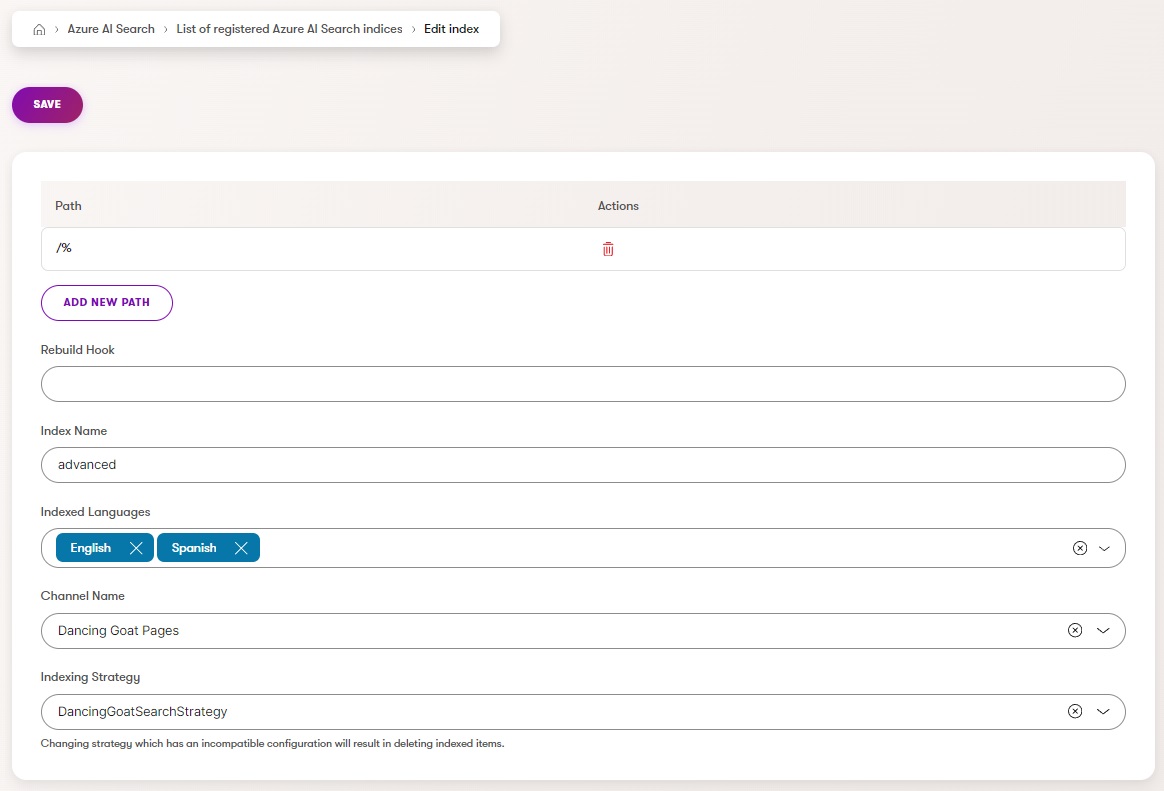 Azure AI Search › List of registered Azure AI Search indices › Edit index
SAVE
Path Actions
/%
ADD NEW PATH
Rebuild Hook
Index Name
advanced
Indexed Languages
English Spanish
Channel Name
Dancing Goat Pages
Indexing Strategy
DancingGoatSearchStrategy
Changing strategy which has an incompatible configuration will result in deleting indexed items.